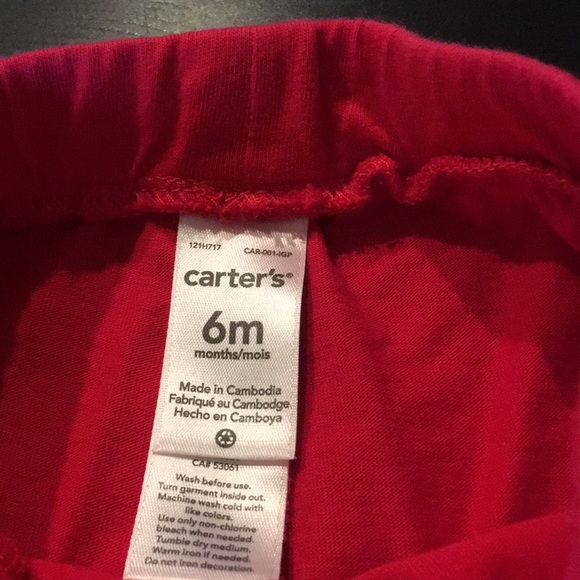 121H717 CAR-001-IGP
carter's®
6m
months/mois
Made in Cambodia
Fabriqué au Cambodge
Hecho en Camboya
CA# 53061
Wash before use.
Turn garment inside out.
Machine wash cold with
like colors.
Use only non-chlorine
bleach when needed.
Tumble dry medium.
Warm iron if needed.
Do not iron decoration.